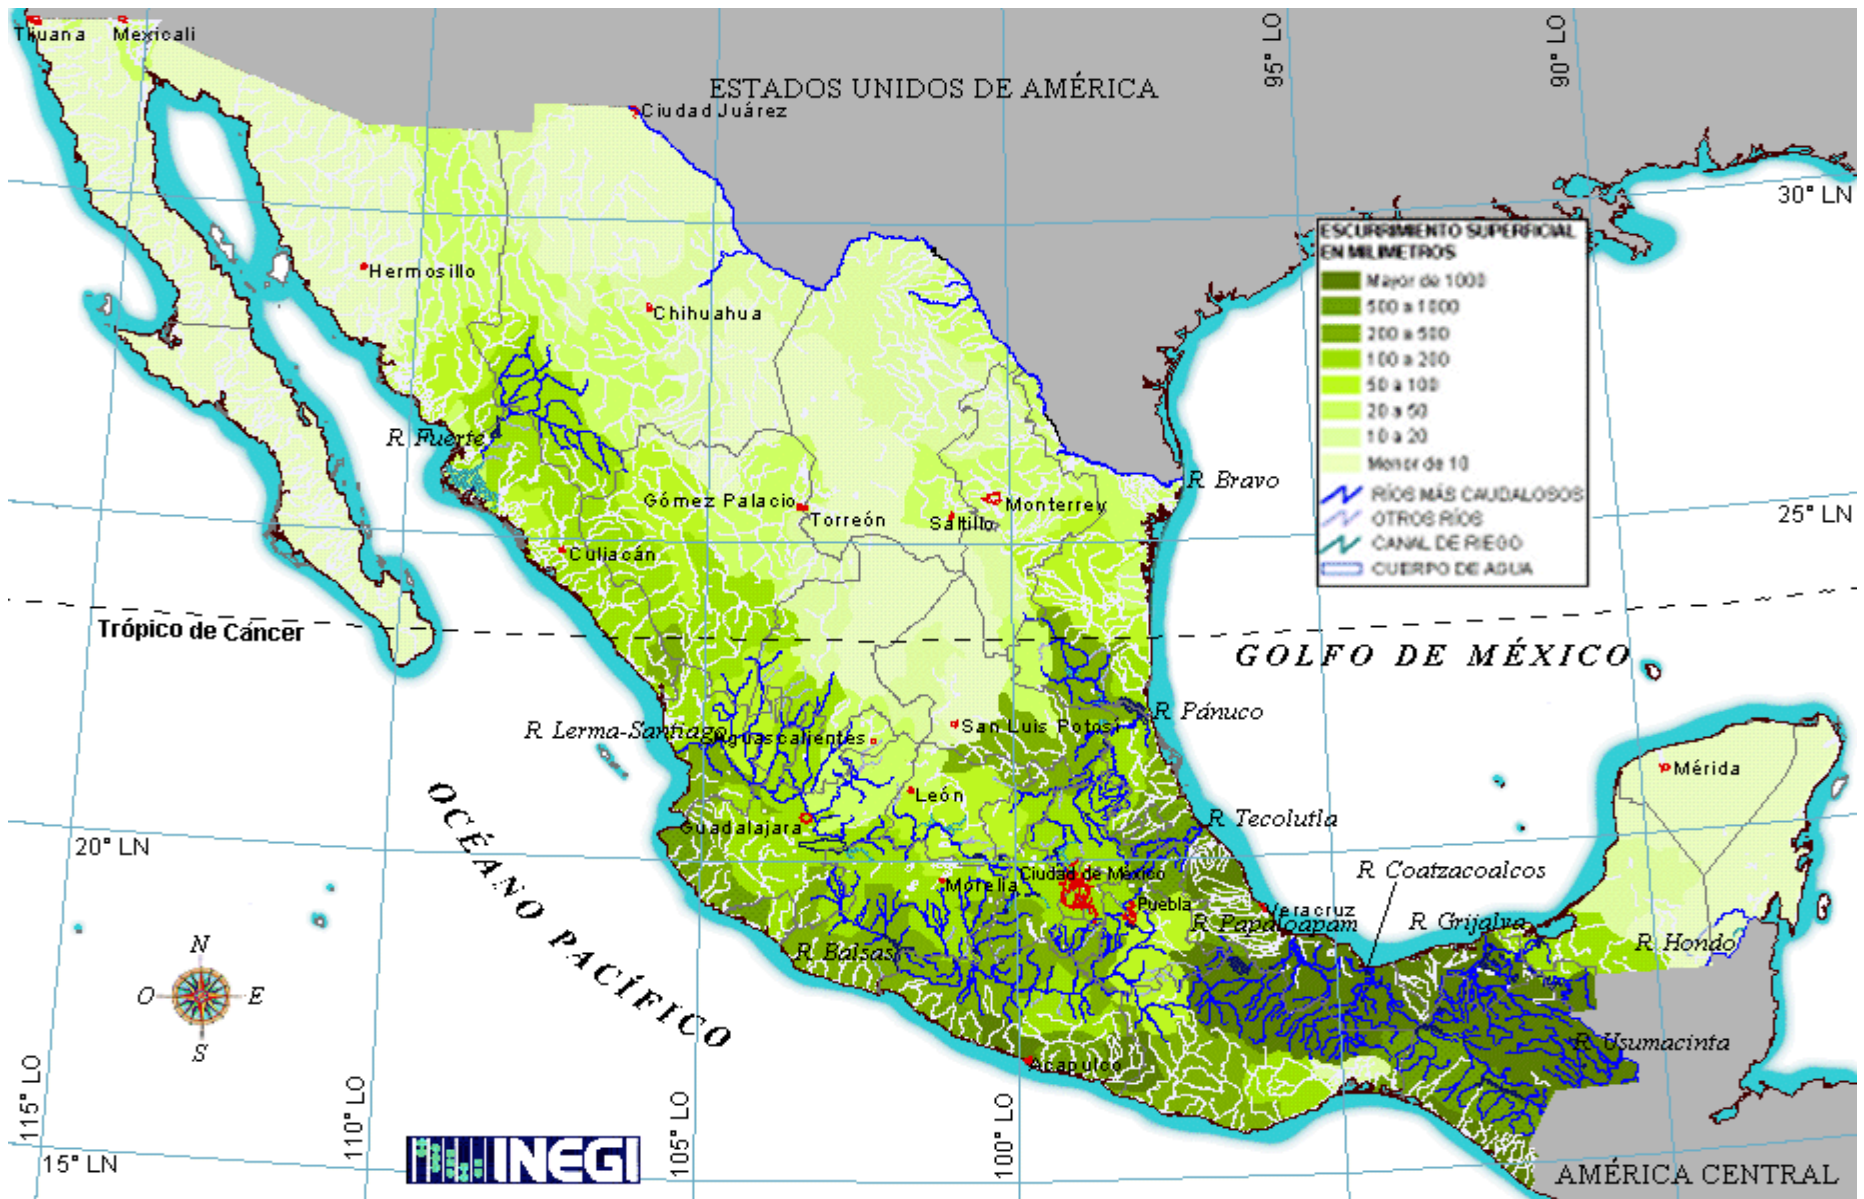 Tijuana
Mexicali
ESTADOS UNIDOS DE AMÉRICA
95° LO
90° LO
Ciudad Juárez
30° LN
Hermosillo
Chihuahua
ESCURRIMIENTO SUPERFICIAL
EN MILIMETROS
Mayor de 1000
500 a 1000
200 a 500
100 a 200
50 a 100
20 a 50
10 a 20
Menor de 10
RÍOS MÁS CAUDALOSOS
OTROS RÍOS
CANAL DE RIEGO
CUERPO DE AGUA
R. Fuerte
R. Bravo
Gómez Palacio
Torreón
Saltillo
Monterrey
25° LN
Culiacán
Trópico de Cáncer
GOLFO DE MÉXICO
R. Lerma-Santiago
Aguascalientes
San Luis Potosí
R. Pánuco
Mérida
León
Guadalajara
R. Tecolutla
20° LN
OCÉANO PACÍFICO
Morelia
Ciudad de México
Puebla
R. Coatzacoalcos
Veracruz
R. Papaloapam
R. Grijalva
R. Hondo
R. Balsas
N
O
E
S
R. Usumacinta
Acapulco
115° LO
110° LO
105° LO
100° LO
15° LN
INEGI
AMÉRICA CENTRAL